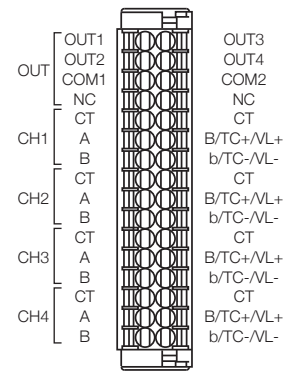 OUT1 OUT3
OUT2 OUT4
OUT
COM1 COM2
NC NC
CT CT
CH1 A B/TC+/VL+
B b/TC-/VL-
CT CT
CH2 A B/TC+/VL+
B b/TC-/VL-
CT CT
CH3 A B/TC+/VL+
B b/TC-/VL-
CT CT
CH4 A B/TC+/VL+
B b/TC-/VL-